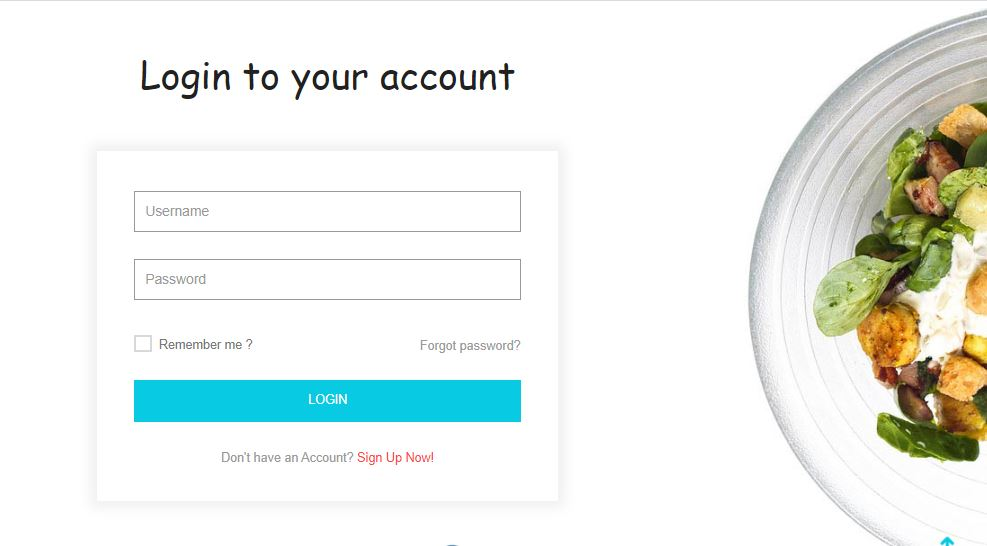 Login to your account
Username
Password
Remember me ?
Forgot password?
LOGIN
Don't have an Account? Sign Up Now!